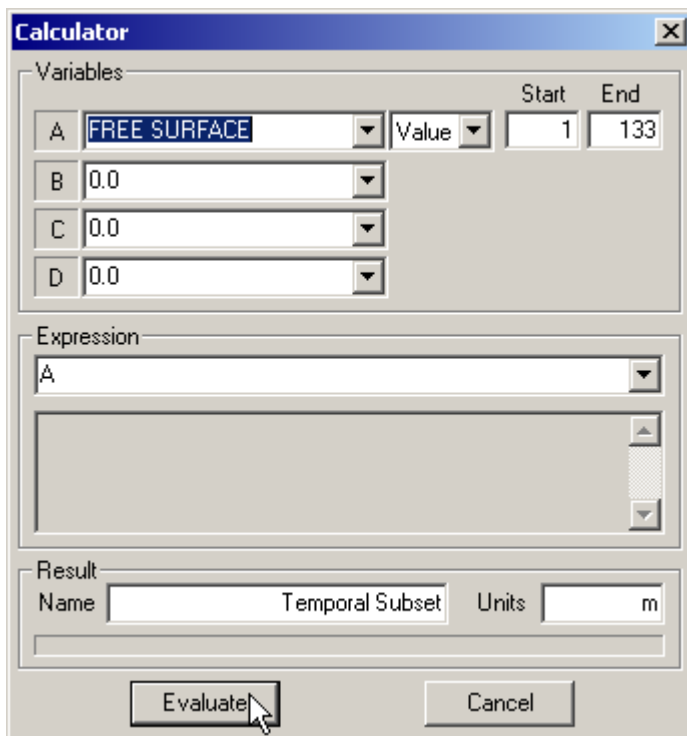 Calculator
Variables
Start End
A FREE SURFACE Value 1 133
B 0.0
C 0.0
D 0.0
Expression
A
Result
Name Temporal Subset Units m
Evaluate Cancel